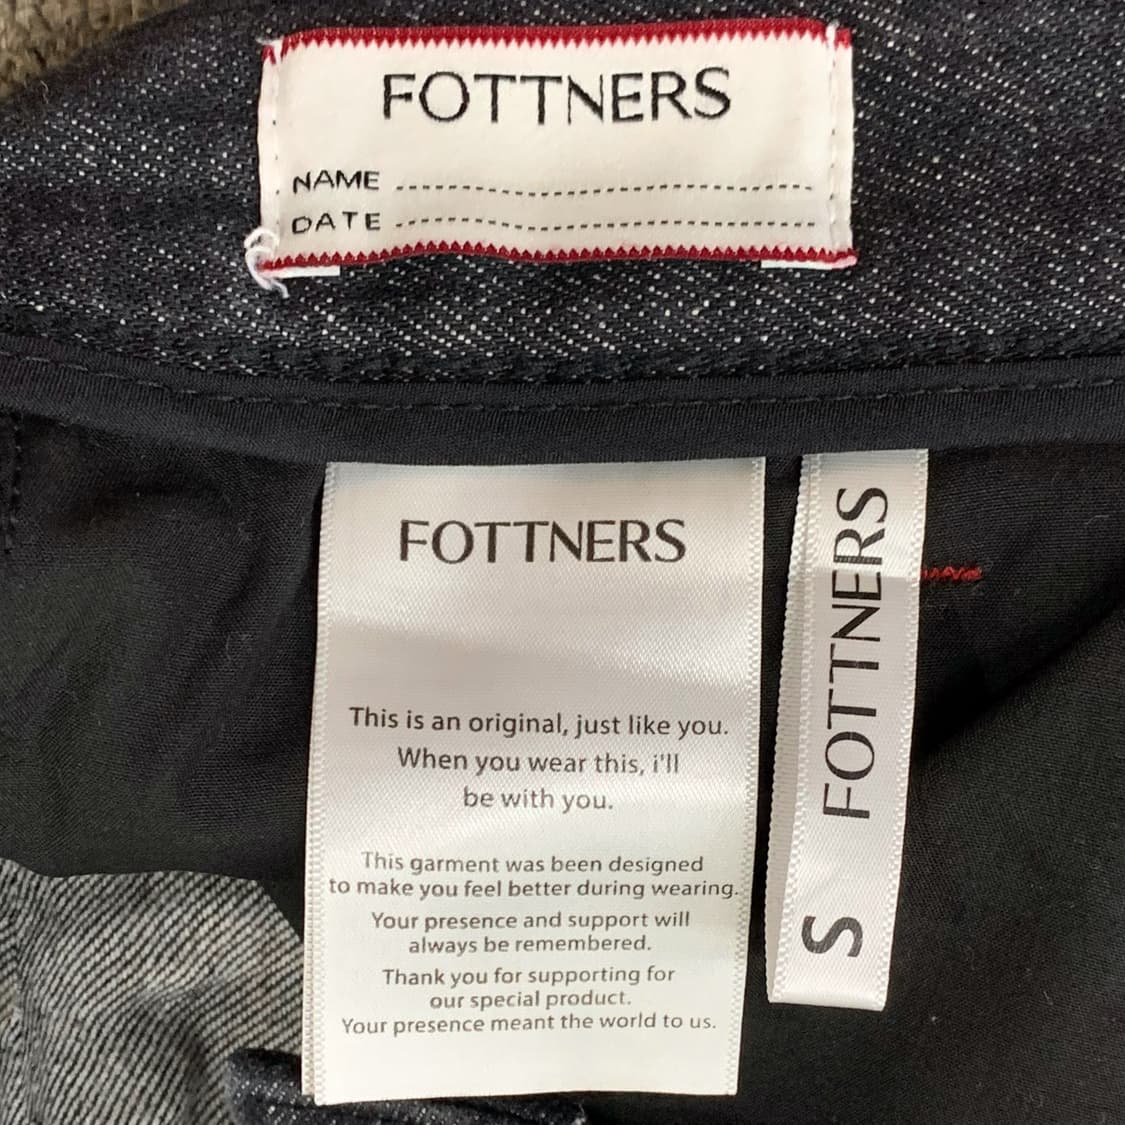 FOTTNERS
NAME
DATE
FOTTNERS
This is an original, just like you.
When you wear this, i'll
be with you.
This garment was been designed
to make you feel better during wearing.
Your presence and support will
always be remembered.
Thank you for supporting for
our special product.
Your presence meant the world to us.
S FOTTNERS